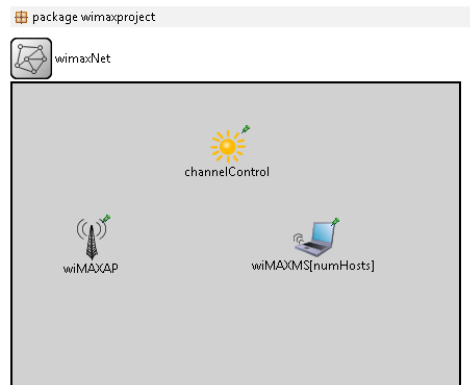 package wimaxproject
wimaxNet
channelControl
wiMAXAP
wiMAXMS[numHosts]